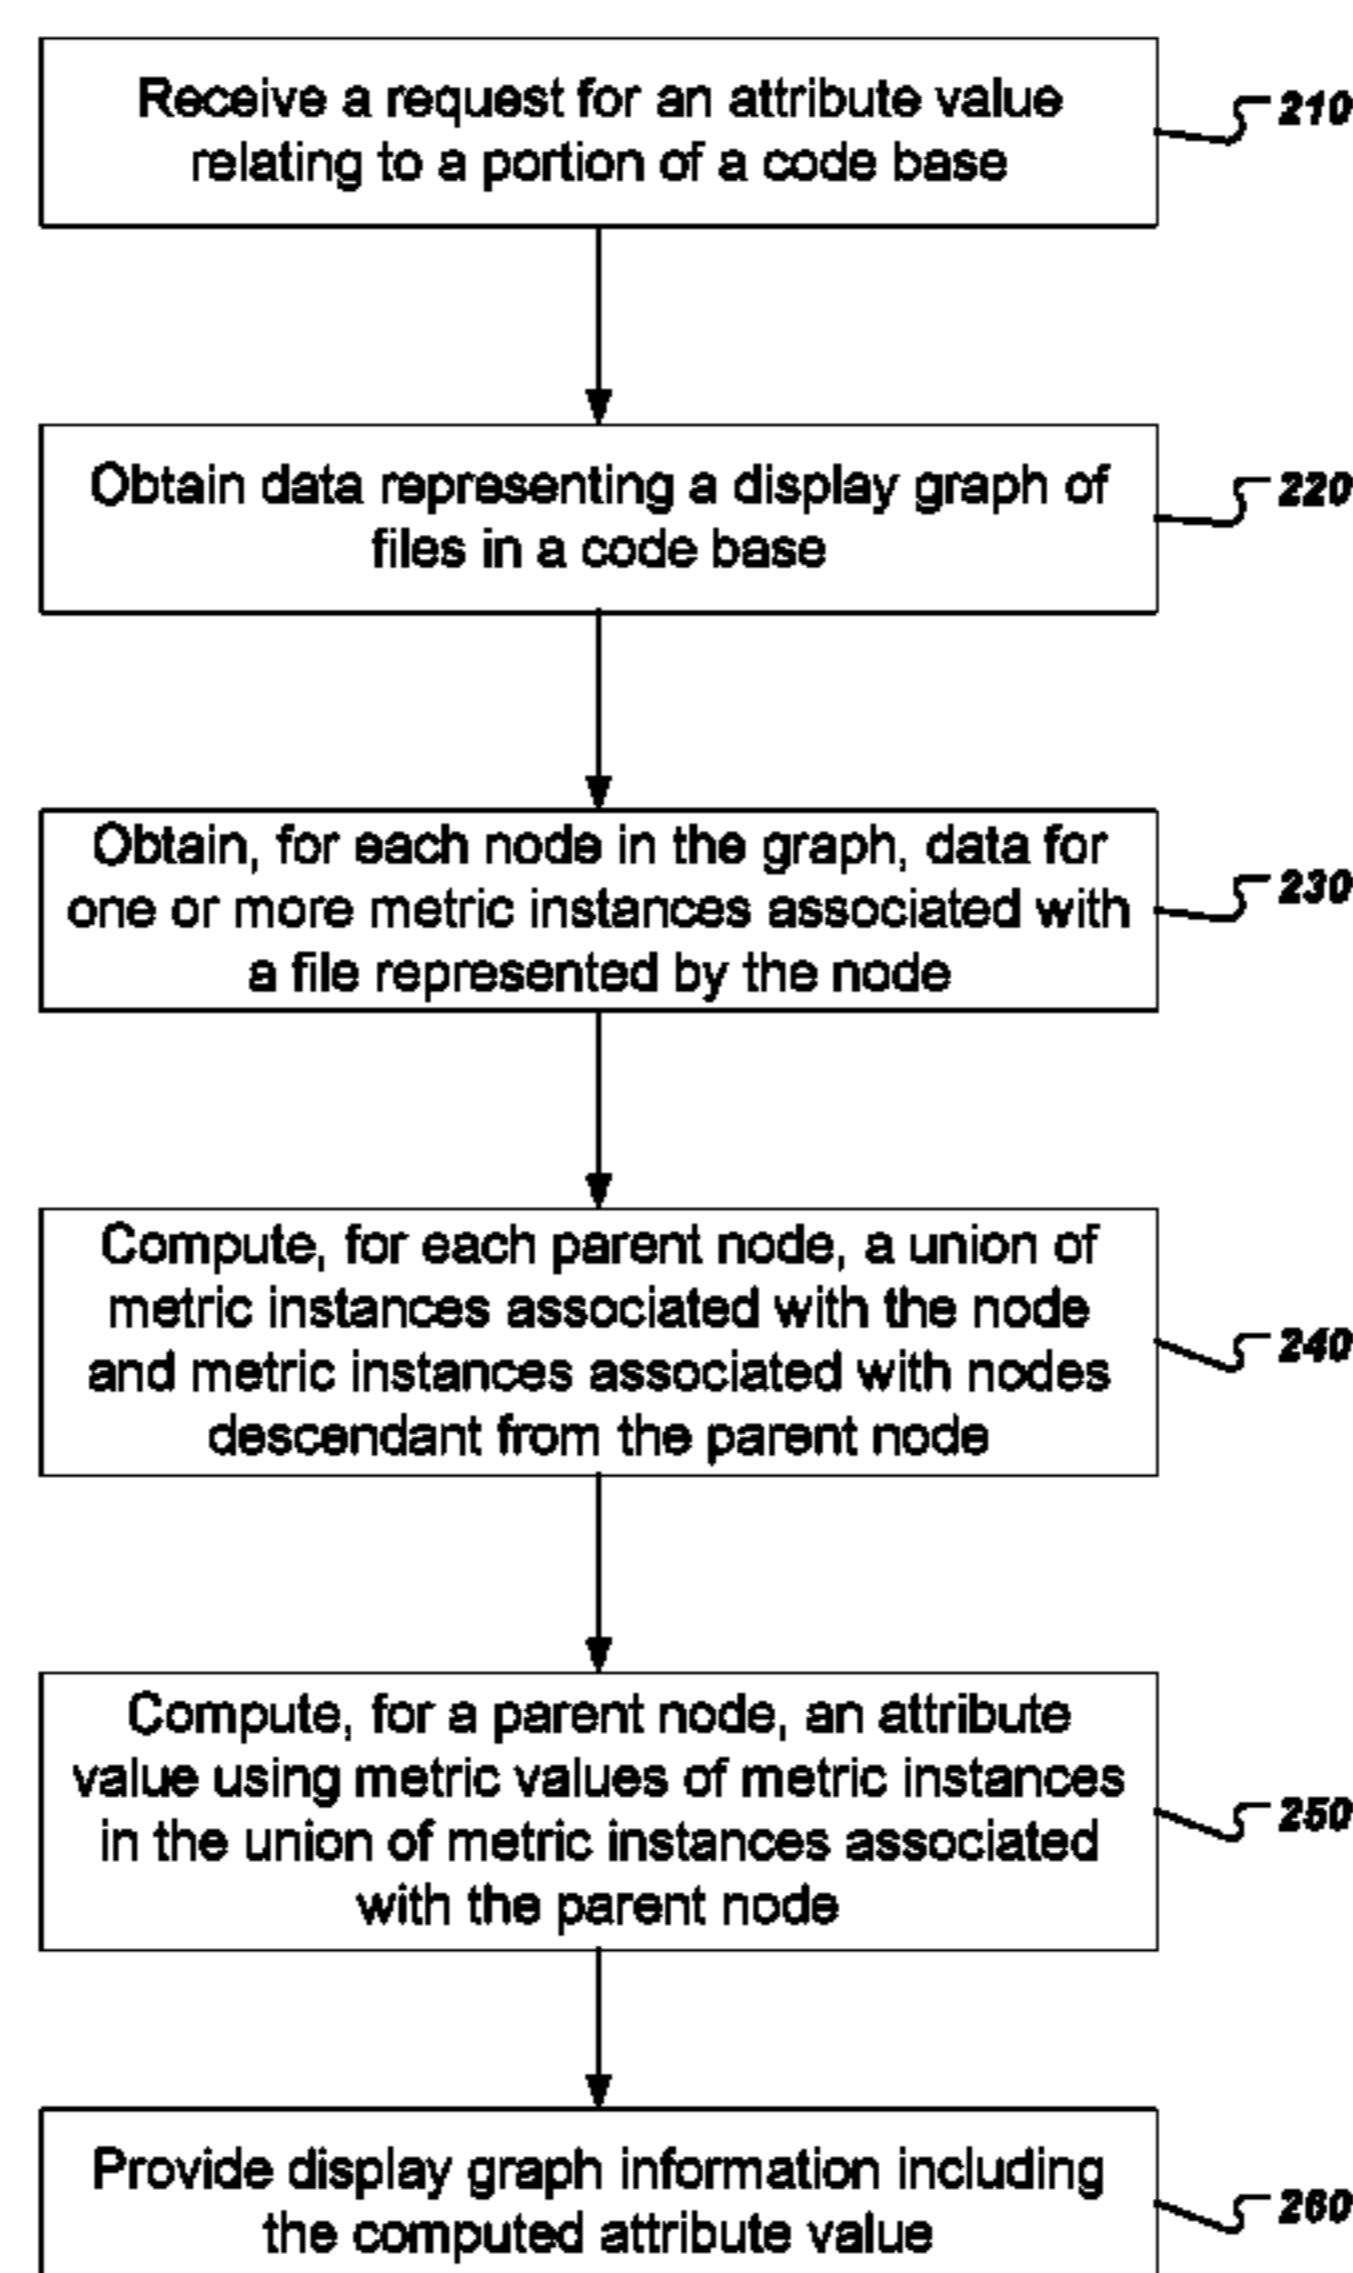 Receive a request for an attribute value
relating to a portion of a code base
210
Obtain data representing a display graph of
files in a code base
220
Obtain, for each node in the graph, data for
one or more metric instances associated with
a file represented by the node
230
Compute, for each parent node, a union of
metric instances associated with the node
and metric instances associated with nodes
descendant from the parent node
240
Compute, for a parent node, an attribute
value using metric values of metric instances
in the union of metric instances associated
with the parent node
250
Provide display graph information including
the computed attribute value
260